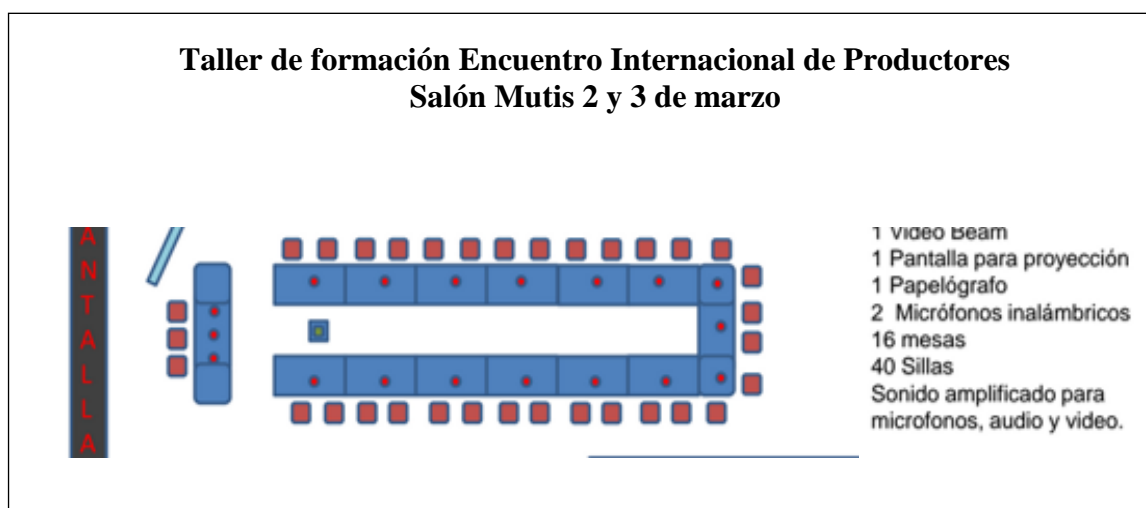 Taller de formación Encuentro Internacional de Productores
Salón Mutis 2 y 3 de marzo
ANTALLA
1 Video Beam
1 Pantalla para proyección
1 Papelógrafo
2 Micrófonos inalámbricos
16 mesas
40 Sillas
Sonido amplificado para
microfonos, audio y video.